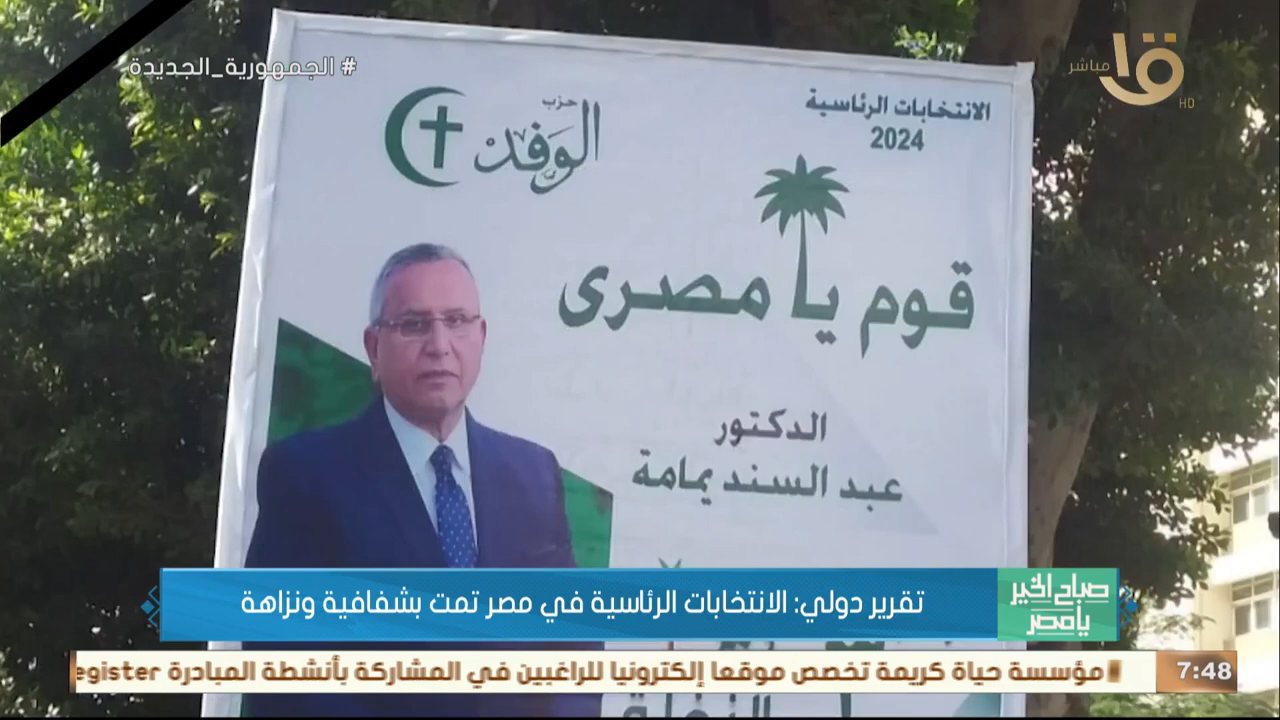 #الجمهورية_الجديدة
مباشر
HD
حزب
الوفد
الانتخابات الرئاسية
2024
قوم يا مصرى
الدكتور
عبد السند يمامة
تقرير دولي: الانتخابات الرئاسية في مصر تمت بشفافية ونزاهة
صباح الخير
يا مصر
مؤسسة حياة كريمة تخصص موقعا إلكترونيا للراغبين في المشاركة بأنشطة المبادرة
7:48